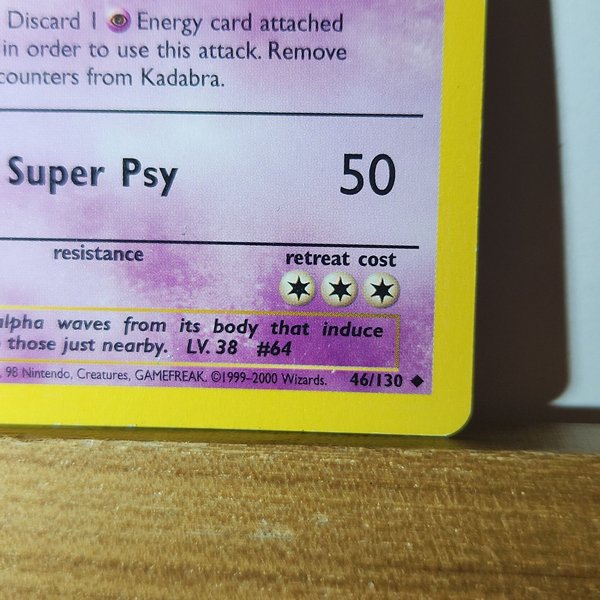 Discard 1 Energy card attached
in order to use this attack. Remove
counters from Kadabra.
Super Psy 50
resistance retreat cost
alpha waves from its body that induce
those just nearby. LV. 38 #64
, 98 Nintendo, Creatures, GAMEFREAK. ©1999–2000 Wizards. 46/130